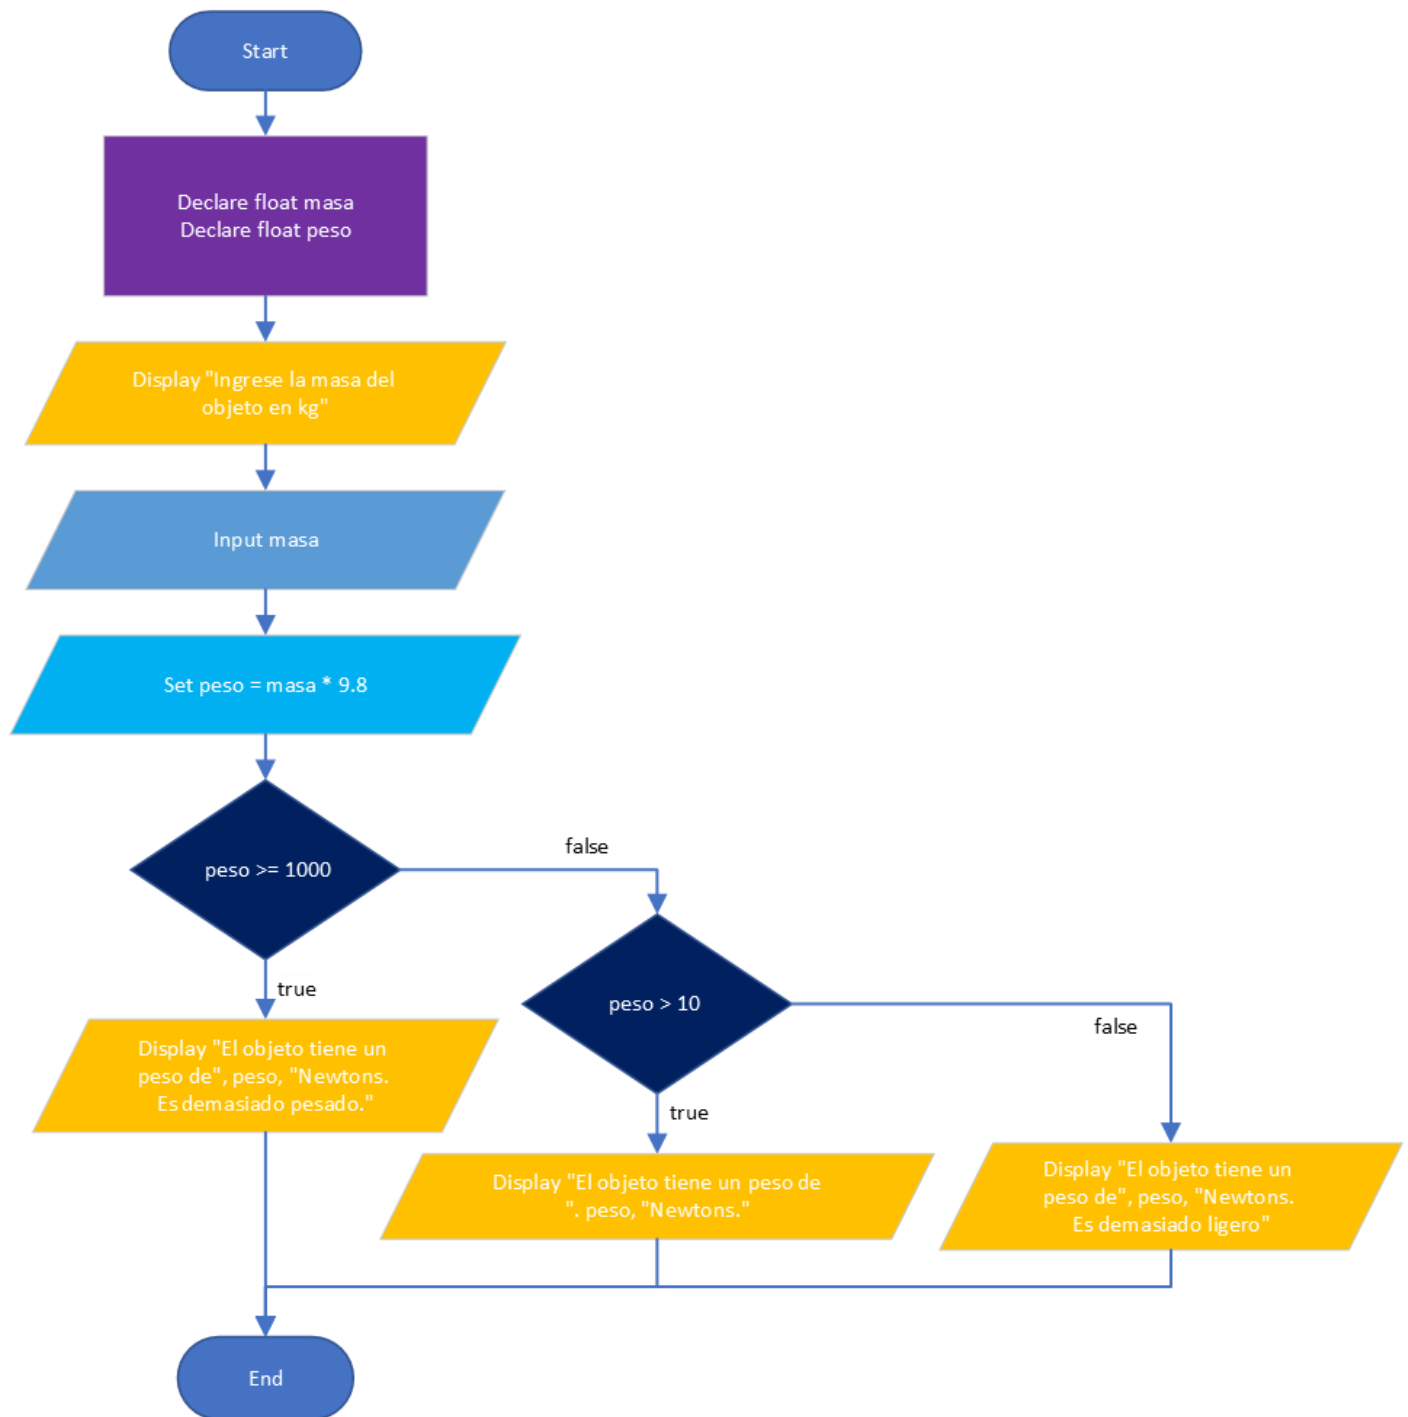 Start
Declare float masa
Declare float peso
Display "Ingrese la masa del
objeto en kg"
Input masa
Set peso = masa * 9.8
peso >= 1000
false
true
peso > 10
false
true
Display "El objeto tiene un
peso de", peso, "Newtons.
Es demasiado pesado."
Display "El objeto tiene un peso de
". peso, "Newtons."
Display "El objeto tiene un
peso de", peso, "Newtons.
Es demasiado ligero"
End